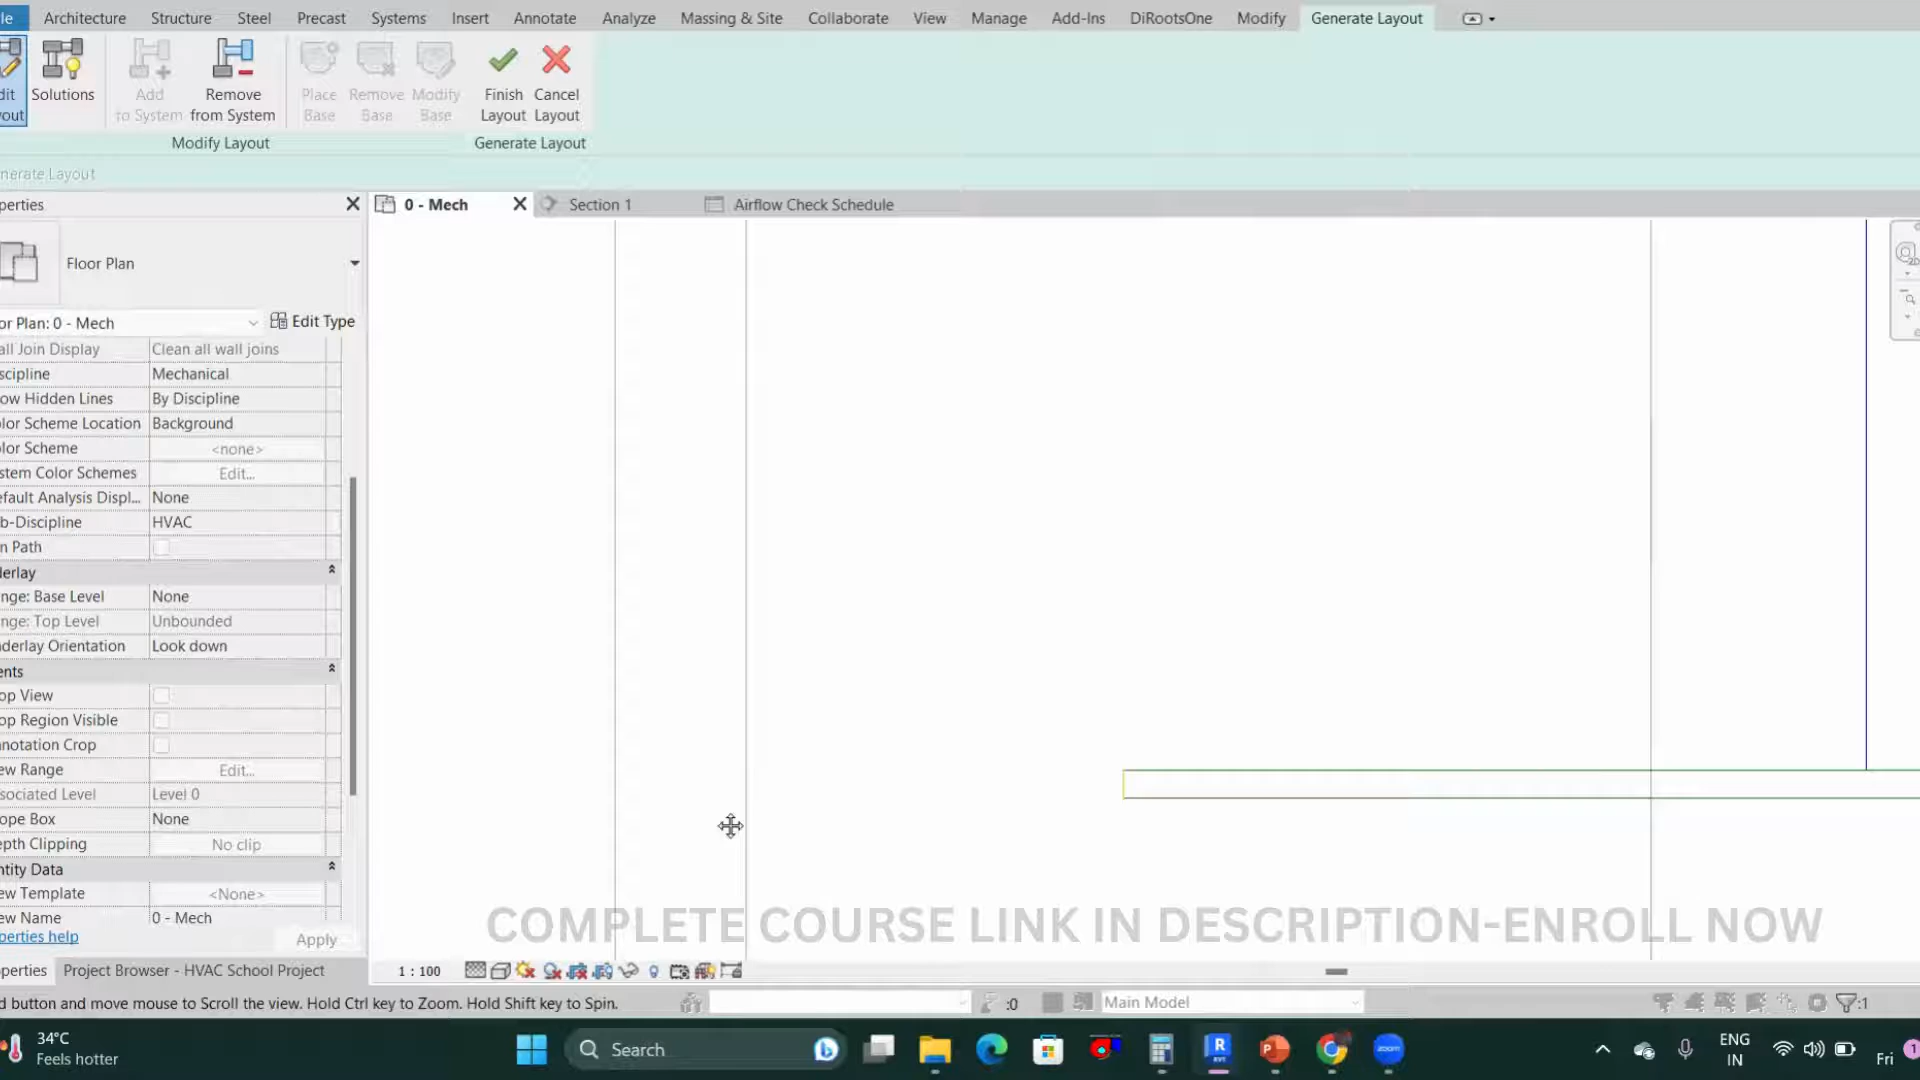 le Architecture Structure Steel Precast Systems Insert Annotate Analyze Massing & Site Collaborate View Manage Add-Ins DiRootsOne Modify Generate Layout
dit Solutions Add Remove Place Remove Modify Finish Cancel
out to System from System Base Base Base Layout Layout
Modify Layout Generate Layout
nerate Layout
perties 0 - Mech Section 1 Airflow Check Schedule
Floor Plan
or Plan: 0 - Mech Edit Type
all Join Display Clean all wall joins
scipline Mechanical
ow Hidden Lines By Discipline
olor Scheme Location Background
olor Scheme <none>
stem Color Schemes Edit...
efault Analysis Displ... None
b-Discipline HVAC
n Path
derlay
nge: Base Level None
nge: Top Level Unbounded
derlay Orientation Look down
ents
op View
op Region Visible
notation Crop
ew Range Edit...
sociated Level Level 0
ope Box None
epth Clipping No clip
ntity Data
ew Template <None>
ew Name 0 - Mech
perties help Apply
COMPLETE COURSE LINK IN DESCRIPTION-ENROLL NOW
perties Project Browser - HVAC School Project 1 : 100
d button and move mouse to Scroll the view. Hold Ctrl key to Zoom. Hold Shift key to Spin. :0 Main Model :1
34°C Search ENG
Feels hotter IN Fri